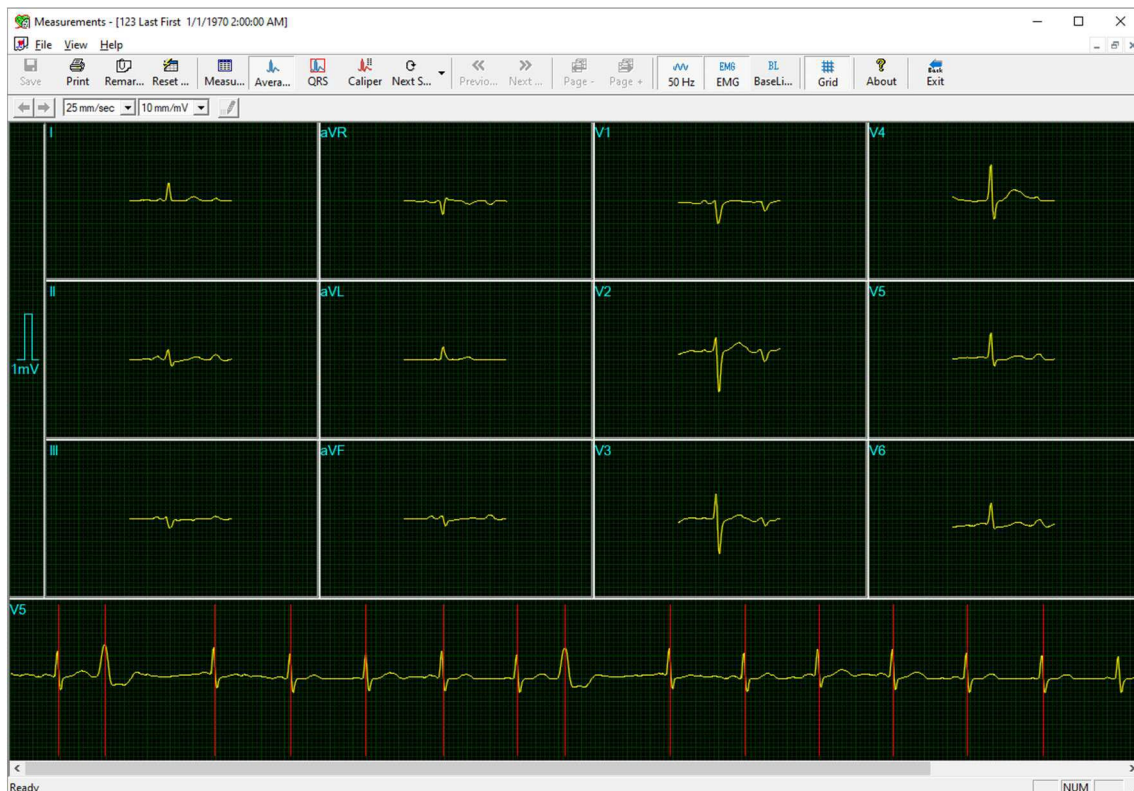 Measurements - [123 Last First 1/1/1970 2:00:00 AM]
File View Help
Save Print Remar... Reset ... Measu... Avera... QRS Caliper Next S... Previo... Next ... Page - Page + 50 Hz EMG EMG BL BaseLi... Grid About Back Exit
25 mm/sec 10 mm/mV
I aVR V1 V4
II aVL V2 V5
1mV
III aVF V3 V6
V5
Ready NUM